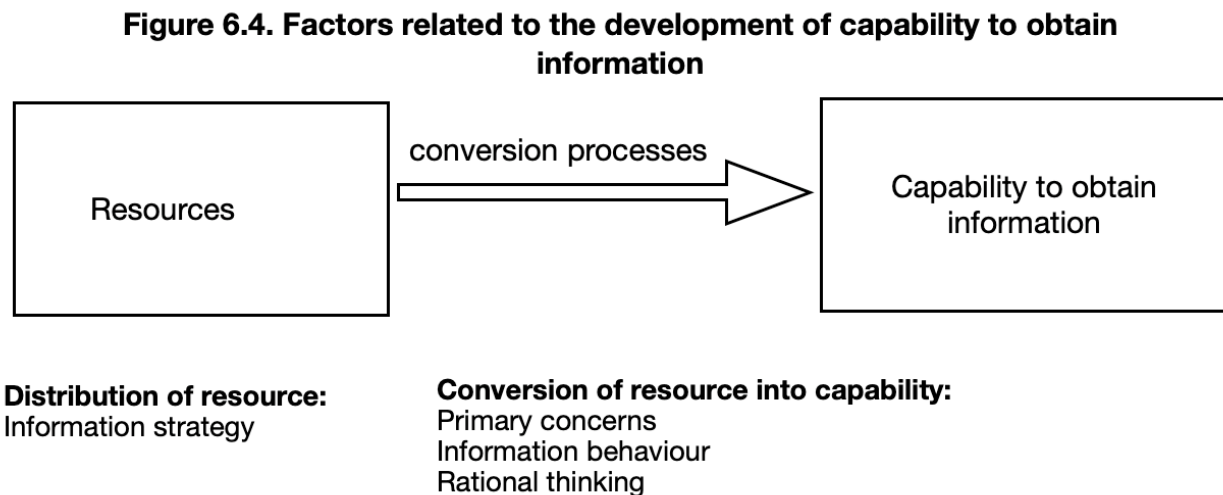 Figure 6.4. Factors related to the development of capability to obtain
information
conversion processes
Resources
Capability to obtain
information
Distribution of resource:
Information strategy
Conversion of resource into capability:
Primary concerns
Information behaviour
Rational thinking